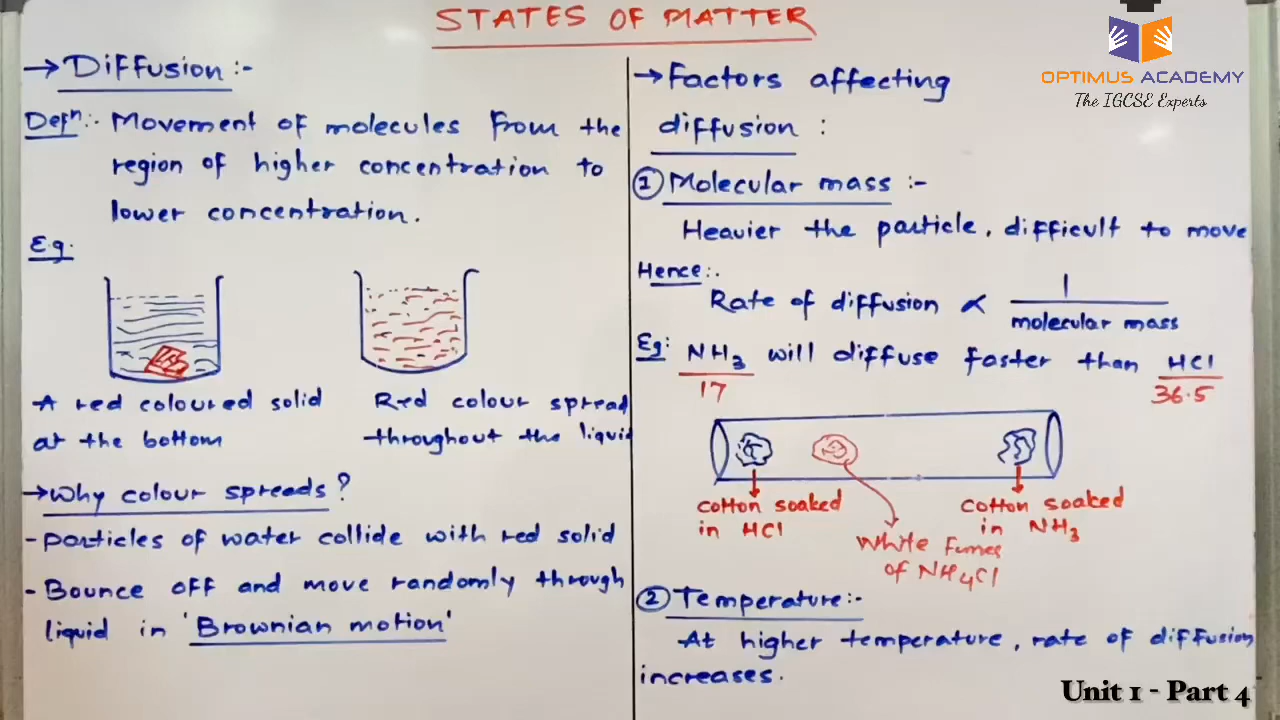 STATES OF MATTER
OPTIMUS ACADEMY
The IGCSE Experts
→ Diffusion :-
Defⁿ:- Movement of molecules from the
region of higher concentration to
lower concentration.
E.g:
A red coloured solid
at the bottom
Red colour spread
throughout the liquid
→ Why colour spreads?
- Particles of water collide with red solid
- Bounce off and move randomly through
liquid in 'Brownian motion'
→ Factors affecting
diffusion :
① Molecular mass :-
Heavier the particle, difficult to move
Hence:.
Rate of diffusion ∝ 1 / molecular mass
Eg: NH₃ will diffuse faster than HCl
17 36.5
cotton soaked
in HCl
White Fumes
of NH₄Cl
cotton soaked
in NH₃
② Temperature:-
At higher temperature, rate of diffusion
increases.
Unit 1 - Part 4